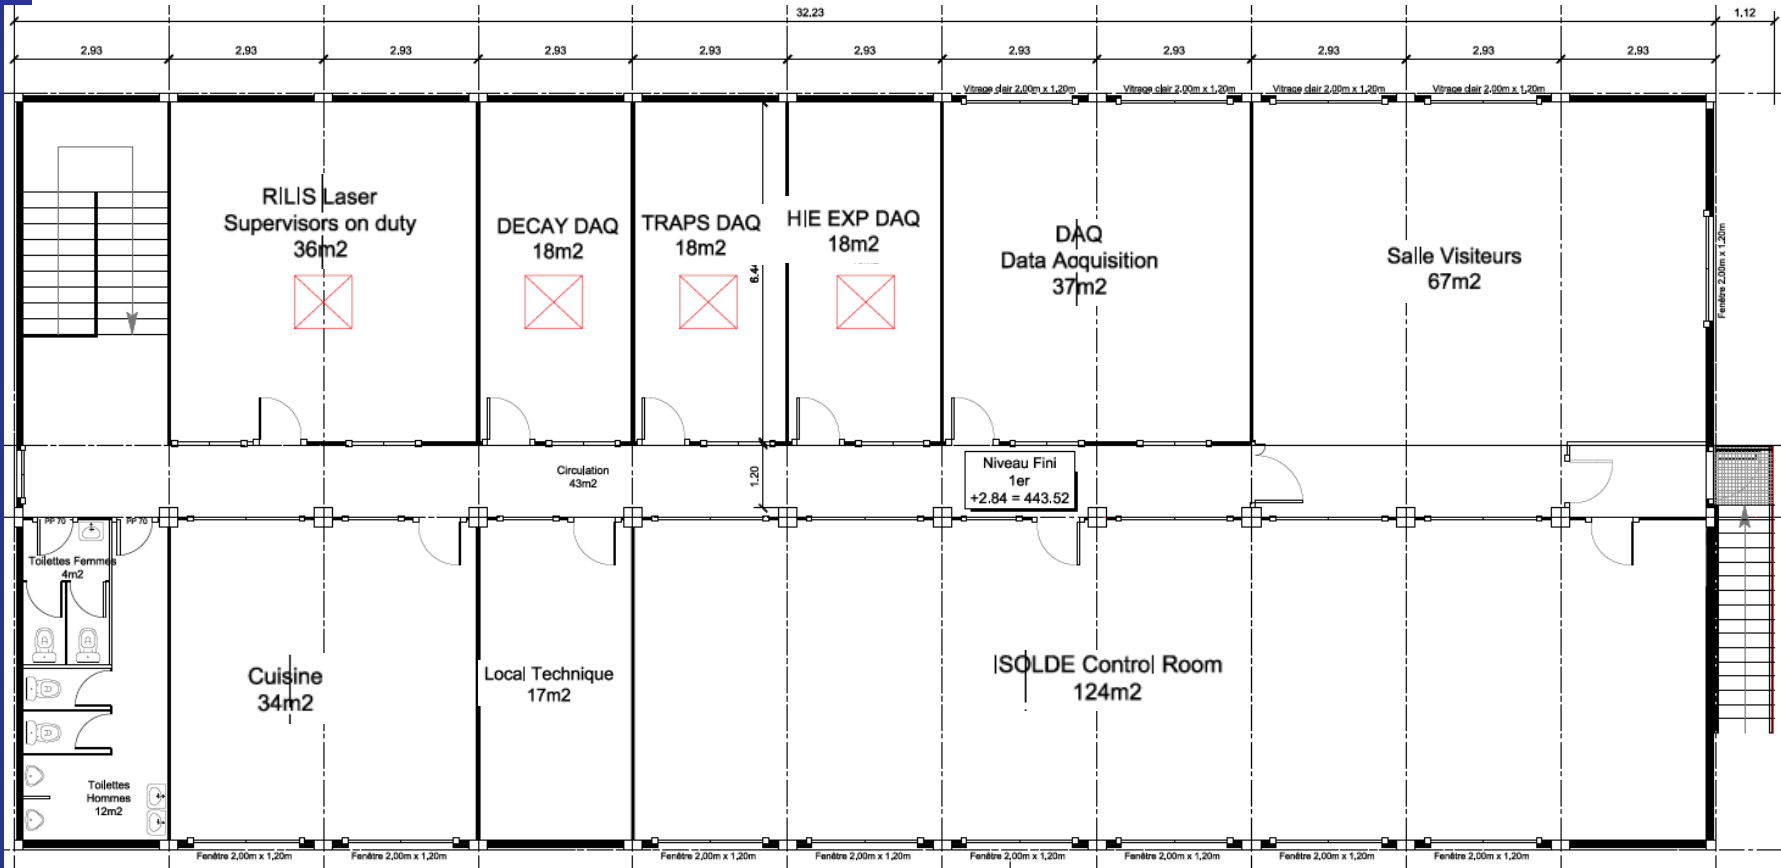 32.23
1.12
2.93
2.93
2.93
2.93
2.93
2.93
2.93
2.93
2.93
2.93
2.93
Vitrage clair 2,00m x 1,20m
Vitrage clair 2,00m x 1,20m
Vitrage clair 2,00m x 1,20m
Vitrage clair 2,00m x 1,20m
RILIS Laser
Supervisors on duty
36m2
DECAY DAQ
18m2
TRAPS DAQ
18m2
HIE EXP DAQ
18m2
DAQ
Data Acquisition
37m2
Salle Visiteurs
67m2
Fenêtre 2,00m x 1,20m
Circulation
43m2
1.20
Niveau Fini
1er
+2.84 = 443.52
PP 70
PP 70
Toilettes Femmes
4m2
Cuisine
34m2
Local Technique
17m2
ISOLDE Control Room
124m2
Toilettes
Hommes
12m2
Fenêtre 2,00m x 1,20m
Fenêtre 2,00m x 1,20m
Fenêtre 2,00m x 1,20m
Fenêtre 2,00m x 1,20m
Fenêtre 2,00m x 1,20m
Fenêtre 2,00m x 1,20m
Fenêtre 2,00m x 1,20m
Fenêtre 2,00m x 1,20m